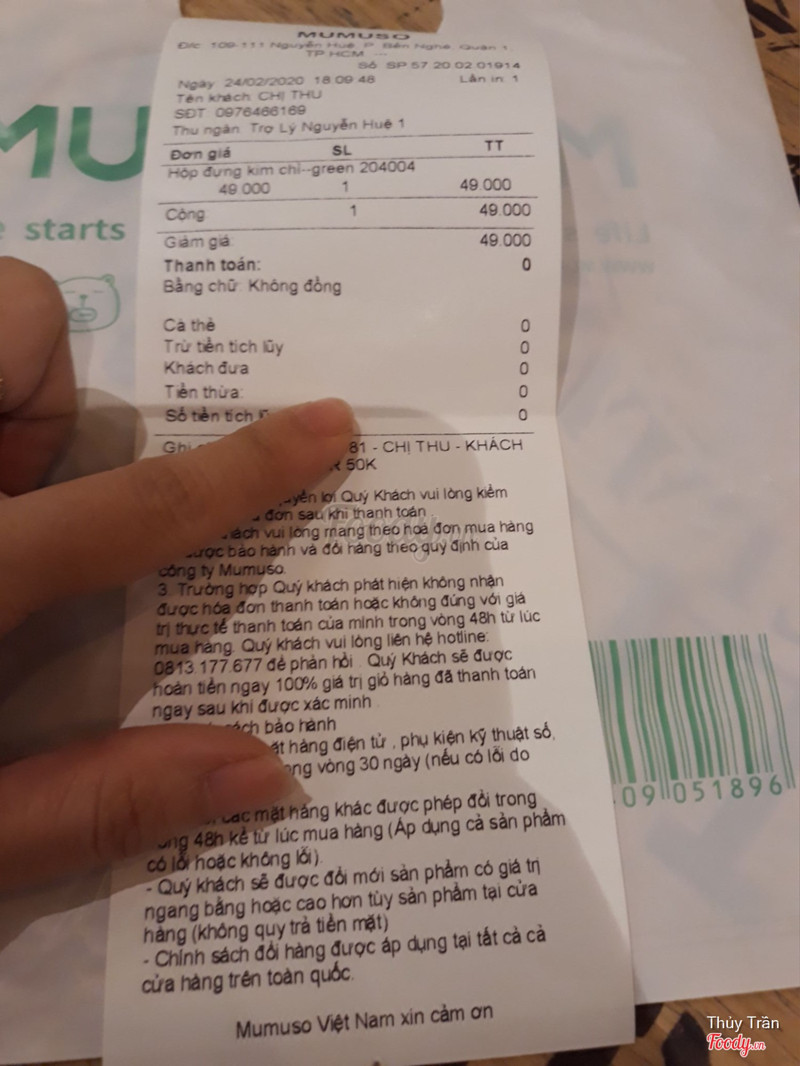 MUMUSO
Đ/c: 109-111 Nguyễn Huệ, P. Bến Nghé, Quận 1,
TP HCM
Số: SP.57.20.02.01914
Ngày: 24/02/2020 18:09:48 Lần in: 1
Tên khách: CHỊ THU
SĐT: 0976466169
Thu ngân: Trợ Lý Nguyễn Huệ 1
Đơn giá SL TT
Hộp đựng kim chỉ--green 204004
49.000 1 49.000
Cộng: 1 49.000
Giảm giá: 49.000
Thanh toán: 0
Bằng chữ: Không đồng
Cà thẻ 0
Trừ tiền tích lũy 0
Khách đưa 0
Tiền thừa: 0
Số tiền tích 0
81 - CHỊ THU - KHÁCH
50K
lợi Quý Khách vui lòng kiểm
đơn sau khi thanh toán.
vui lòng mang theo hoá đơn mua hàng
bảo hành và đổi hàng theo quy định của
công ty Mumuso.
3. Trường hợp Quý khách phát hiện không nhận
được hóa đơn thanh toán hoặc không đúng với giá
trị thực tế thanh toán của mình trong vòng 48h từ lúc
mua hàng. Quý khách vui lòng liên hệ hotline:
0813.177.677 để phản hồi. Quý Khách sẽ được
hoàn tiền ngay 100% giá trị giỏ hàng đã thanh toán
ngay sau khi được xác minh.
bảo hành
hàng điện tử, phụ kiện kỹ thuật số,
vòng 30 ngày (nếu có lỗi do
các mặt hàng khác được phép đổi trong
48h kể từ lúc mua hàng (Áp dụng cả sản phẩm
có lỗi hoặc không lỗi).
- Quý khách sẽ được đổi mới sản phẩm có giá trị
ngang bằng hoặc cao hơn tùy sản phẩm tại cửa
hàng (không quy trả tiền mặt)
- Chính sách đổi hàng được áp dụng tại tất cả cả
cửa hàng trên toàn quốc.
Mumuso Việt Nam xin cảm ơn
MU
starts
09 051896
Thủy Trần
Foody.vn